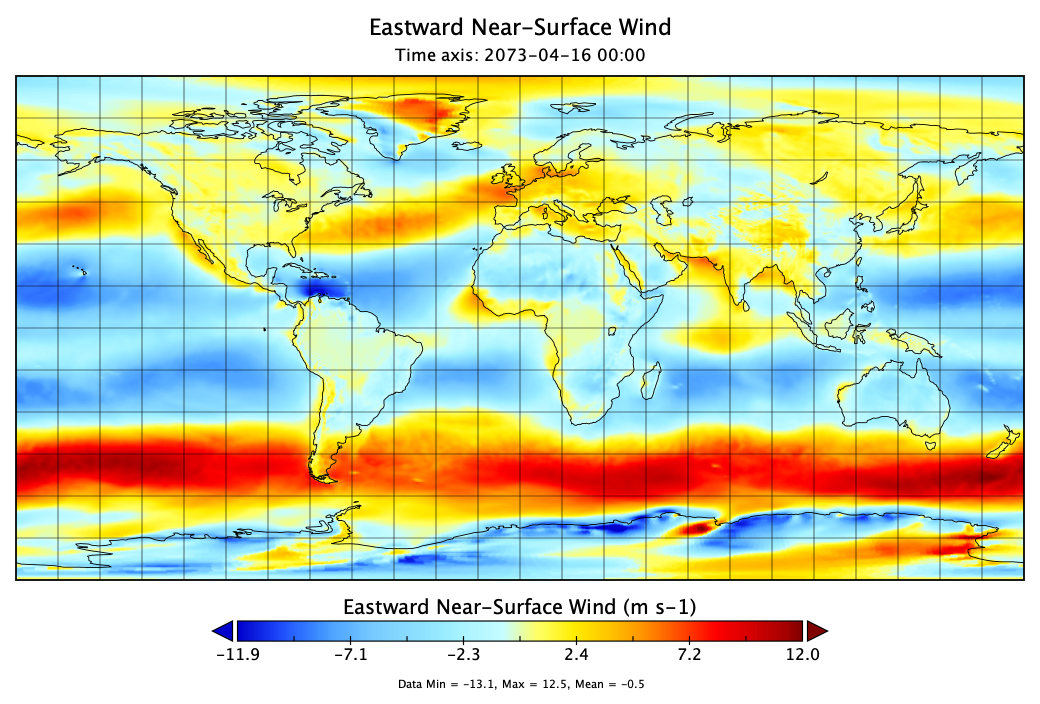 Eastward Near-Surface Wind
Time axis: 2073-04-16 00:00
Eastward Near-Surface Wind (m s-1)
-11.9 -7.1 -2.3 2.4 7.2 12.0
Data Min = -13.1, Max = 12.5, Mean = -0.5